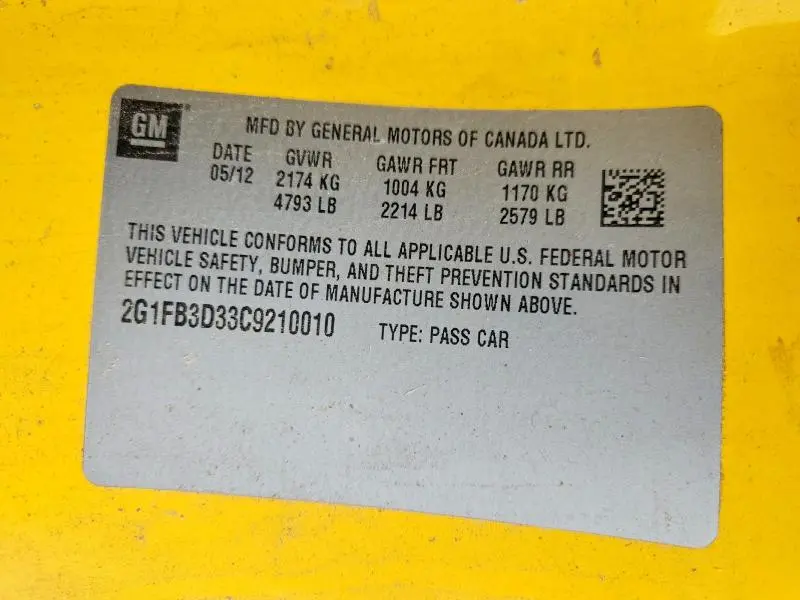 GM
MFD BY GENERAL MOTORS OF CANADA LTD.
DATE GVWR GAWR FRT GAWR RR
05/12 2174 KG 1004 KG 1170 KG
4793 LB 2214 LB 2579 LB
THIS VEHICLE CONFORMS TO ALL APPLICABLE U.S. FEDERAL MOTOR
VEHICLE SAFETY, BUMPER, AND THEFT PREVENTION STANDARDS IN
EFFECT ON THE DATE OF MANUFACTURE SHOWN ABOVE.
2G1FB3D33C9210010 TYPE: PASS CAR